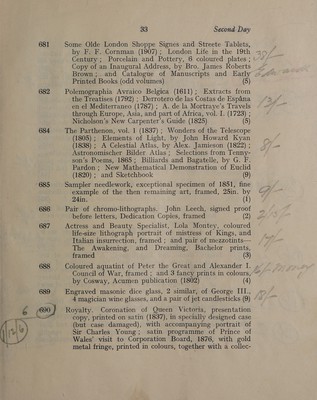 33 Second Day
681 Some Olde London Shoppe Signes and Streete Tablets,
by F. F. Cornman (1907) ; London Life in the 19th
Century ; Porcelain and Pottery, 6 coloured plates ;
Copy of an Inaugural Address, by Bro. James Roberts
Brown ; and Catalogue of Manuscripts and Early
Printed Books (odd volumes) (5)
682 Polemographia Avraico Belgica (1611) ; Extracts from
the Treatises (1792) ; Dorrotero de las Costas de Espñna
en el Mediterraneo (1787) ; A. de la Mortraye's Travels
through Europe, Asia, and part of Africa, vol. I. (1723) ;
Nicholson's New Carpenter's Guide (1825) (5)
684 The Parthenon, vol. 1 (1837) ; Wonders of the Telescope
(1805) ; Elements of Light, by John Howard Kyan
(1838) ; A Celestial Atlas, by Alex. Jamieson (1822) ;
Astronomischer Bilder Atlas ; Selections from Tenny-
son's Poems, 1865 ; Billiards and Bagatelle, by G. F.
Pardon ; New Mathematical Demonstration of Euclid
(1820) ; and Sketchbook (9)
685 Sampler needlework, exceptional specimen of 1851, fine
example of the then remaining art, framed, 25in. by
24in. (1)
686 Pair of chromo-lithographs, John Leech, signed proof
before letters, Dedication Copies, framed (2)
687 Actress and Beauty Specialist, Lola Montey, coloured
life-size lithograph portrait of mistress of Kings, and
Italian insurrection, framed ; and pair of mezzotints—
The Awakening, and Dreaming, Bachelor prints,
framed (3)
688 Coloured aquatint of Peter the Great and Alexander I.
Council of War, framed ; and 3 fancy prints in colours,
by Cosway, Acumen publication (1802) (4)
689 Engraved masonic dice glass, 2 similar, of George III.,
4 magician wine glasses, and a pair of jet candlesticks (9)
6 690 Royalty. Coronation of Queen Victoria, presentation
copy, printed on satin (1837), in specially designed case
(but case damaged), with accompanying portrait of
Sir Charles Young ; satin programme of Prince of
Wales' visit to Corporation Board, 1876, with gold
metal fringe, printed in colours, together with a collec-